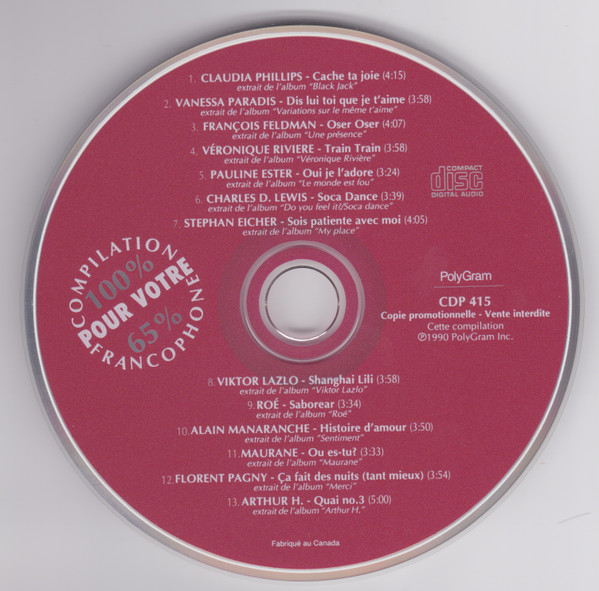 1. CLAUDIA PHILLIPS - Cache ta joie (4:15)
extrait de l'album "Black Jack"
2. VANESSA PARADIS - Dis lui toi que je t'aime (3:58)
extrait de l'album "Variations sur le même t'aime"
3. FRANÇOIS FELDMAN - Oser Oser (4:07)
extrait de l'album "Une présence"
4. VÉRONIQUE RIVIERE - Train Train (3:58)
extrait de l'album "Véronique Rivière"
5. PAULINE ESTER - Oui je l'adore (3:24)
extrait de l'album "Le monde est fou"
6. CHARLES D. LEWIS - Soca Dance (3:39)
extrait de l'album "Do you feel it!/Soca dance"
7. STEPHAN EICHER - Sois patiente avec moi (4:05)
extrait de l'album "My place"
COMPACT
disc
DIGITAL AUDIO
COMPILATION
100%
POUR VOTRE
65%
FRANCOPHONE
PolyGram
CDP 415
Copie promotionnelle - Vente interdite
Cette compilation
℗1990 PolyGram Inc.
8. VIKTOR LAZLO - Shanghai Lili (3:58)
extrait de l'album "Viktor Lazlo"
9. ROÉ - Saborear (3:34)
extrait de l'album "Roé"
10. ALAIN MANARANCHE - Histoire d'amour (3:50)
extrait de l'album "Sentiment"
11. MAURANE - Ou es-tu? (3:33)
extrait de l'album "Maurane"
12. FLORENT PAGNY - Ça fait des nuits (tant mieux) (3:54)
extrait de l'album "Merci"
13. ARTHUR H. - Quai no.3 (5:00)
extrait de l'album "Arthur H."
Fabriqué au Canada